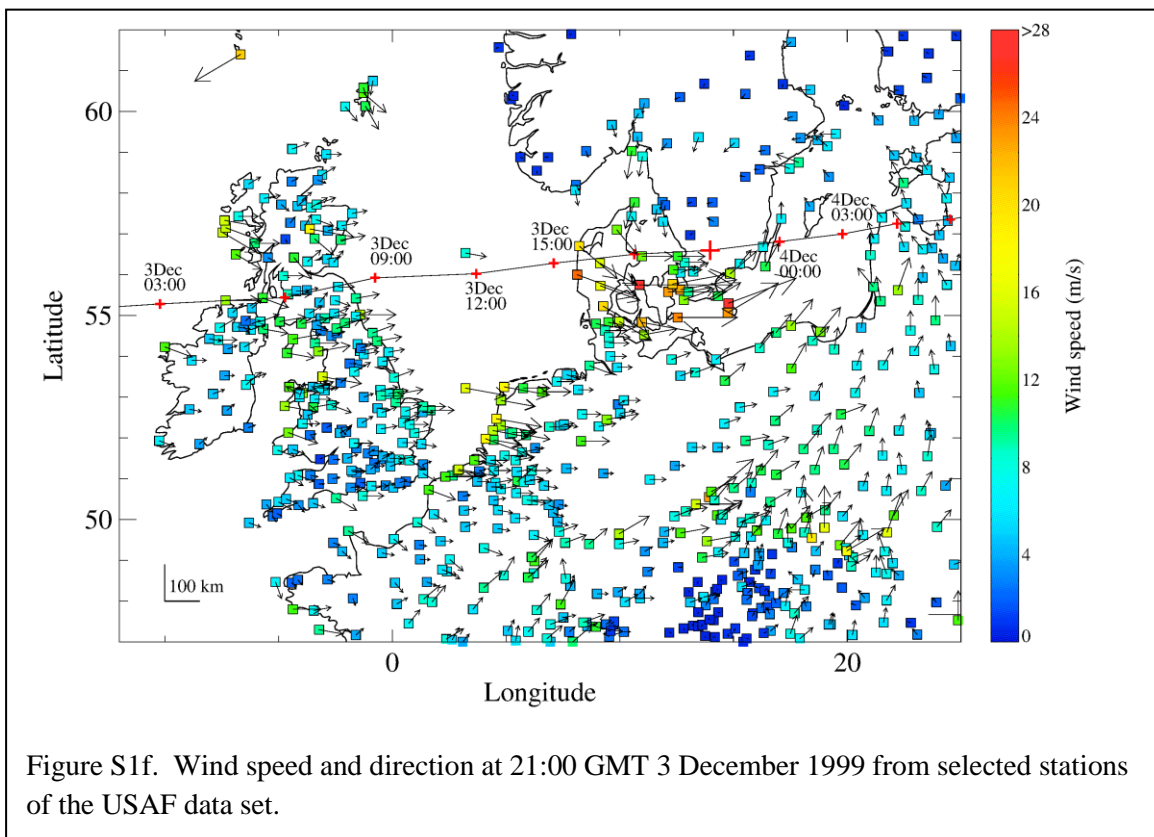 >28
24
20
16
12
8
4
0
Wind speed (m/s)
60
55
50
Latitude
3Dec
03:00
3Dec
09:00
3Dec
12:00
3Dec
15:00
4Dec
00:00
4Dec
03:00
100 km
0
20
Longitude
Figure S1f. Wind speed and direction at 21:00 GMT 3 December 1999 from selected stations
of the USAF data set.